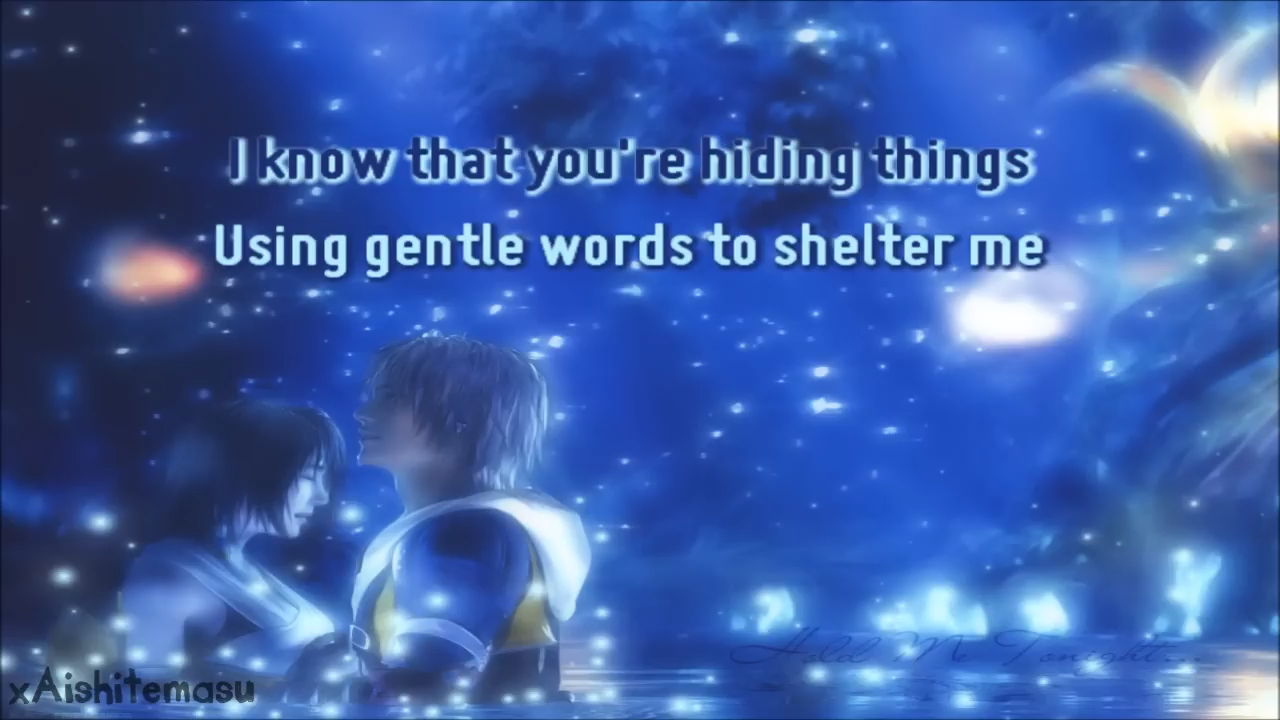 I know that you're hiding things
Using gentle words to shelter me
Hold Me Tonight...
xAishitemasu